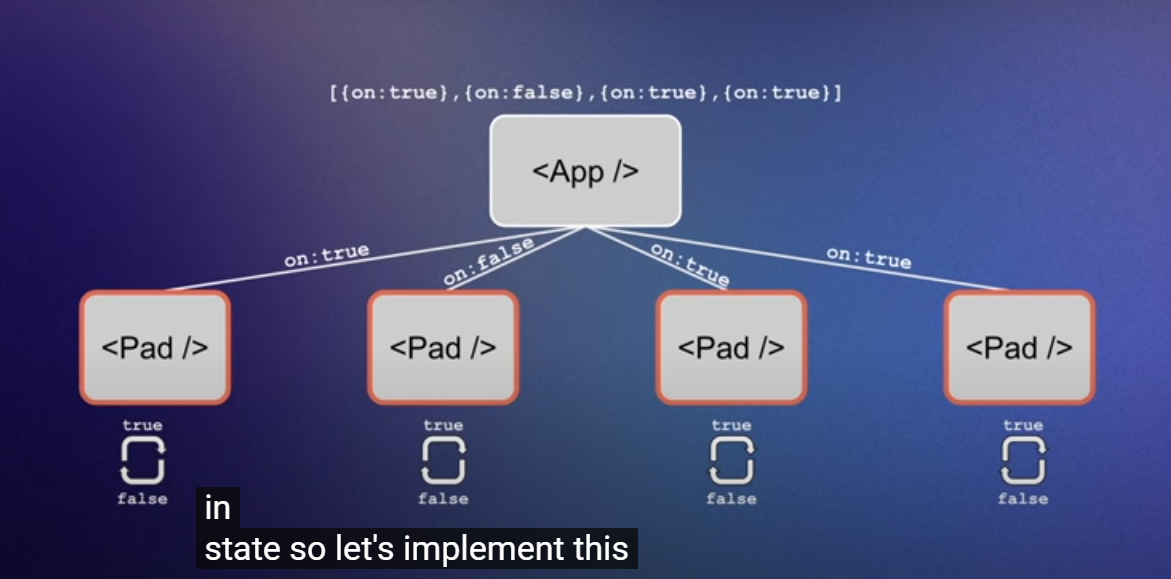 [{on:true},{on:false},{on:true},{on:true}]
<App />
on:true
on:false
on:true
on:true
<Pad />
<Pad />
<Pad />
<Pad />
true
true
true
true
false
false
false
false
in
state so let's implement this